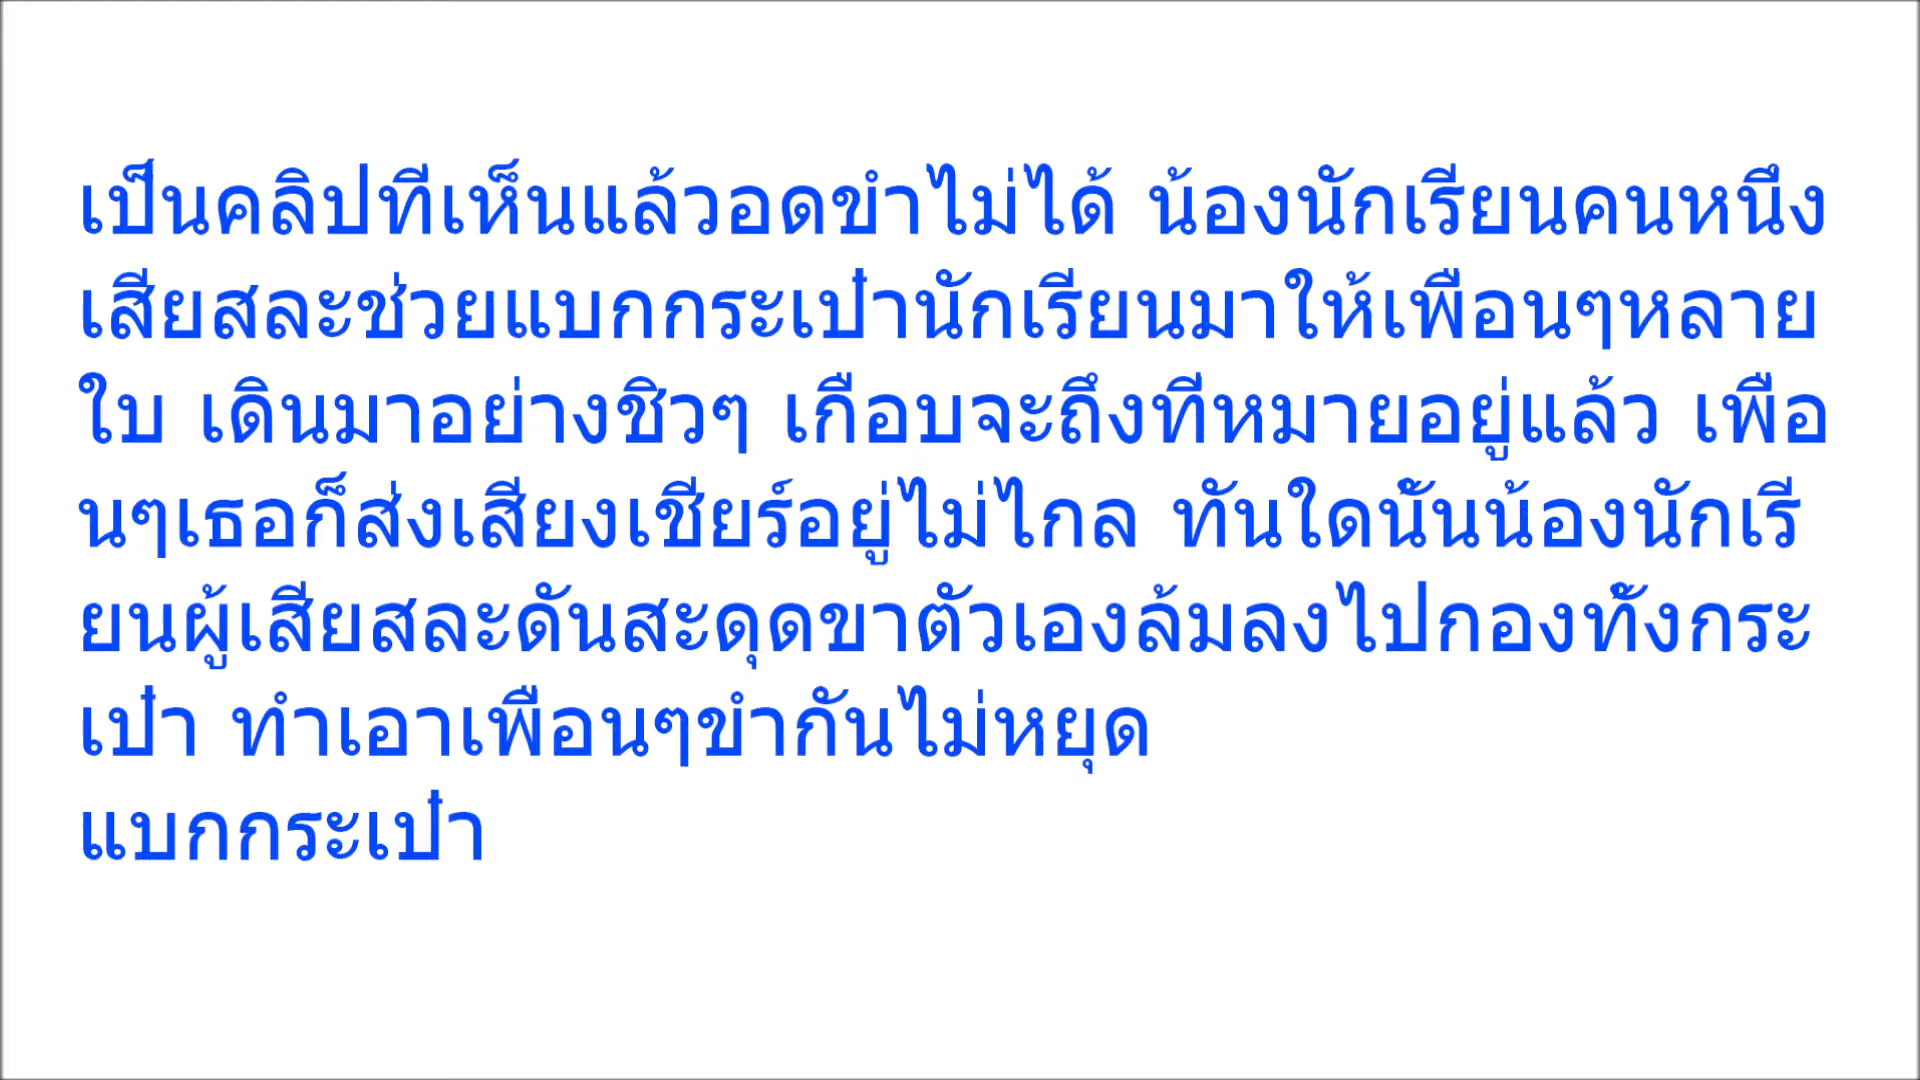 เป็นคลิปที่เห็นแล้วอดขำไม่ได้ น้องนักเรียนคนหนึ่ง
เสียสละช่วยแบกกระเป๋านักเรียนมาให้เพื่อนๆหลาย
ใบ เดินมาอย่างชิวๆ เกือบจะถึงที่หมายอยู่แล้ว เพื่อ
นๆเธอก็ส่งเสียงเชียร์อยู่ไม่ไกล ทันใดนั้นน้องนักเรี
ยนผู้เสียสละดันสะดุดขาตัวเองล้มลงไปกองทั้งกระ
เป๋า ทำเอาเพื่อนๆขำกันไม่หยุด
แบกกระเป๋า